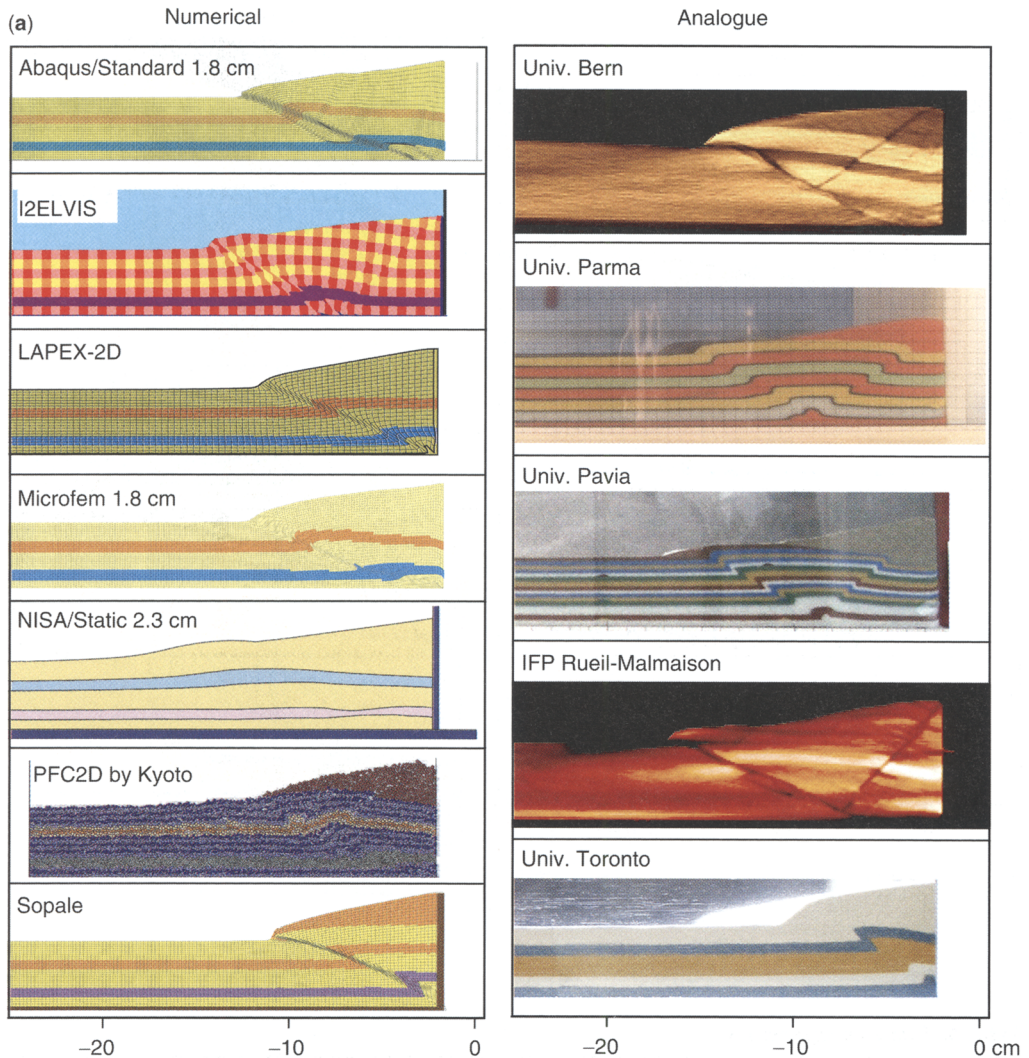 (a)
Numerical
Analogue
Abaqus/Standard 1.8 cm
I2ELVIS
LAPEX-2D
Microfem 1.8 cm
NISA/Static 2.3 cm
PFC2D by Kyoto
Sopale
Univ. Bern
Univ. Parma
Univ. Pavia
IFP Rueil-Malmaison
Univ. Toronto
−20 −10 0
−20 −10 0 cm